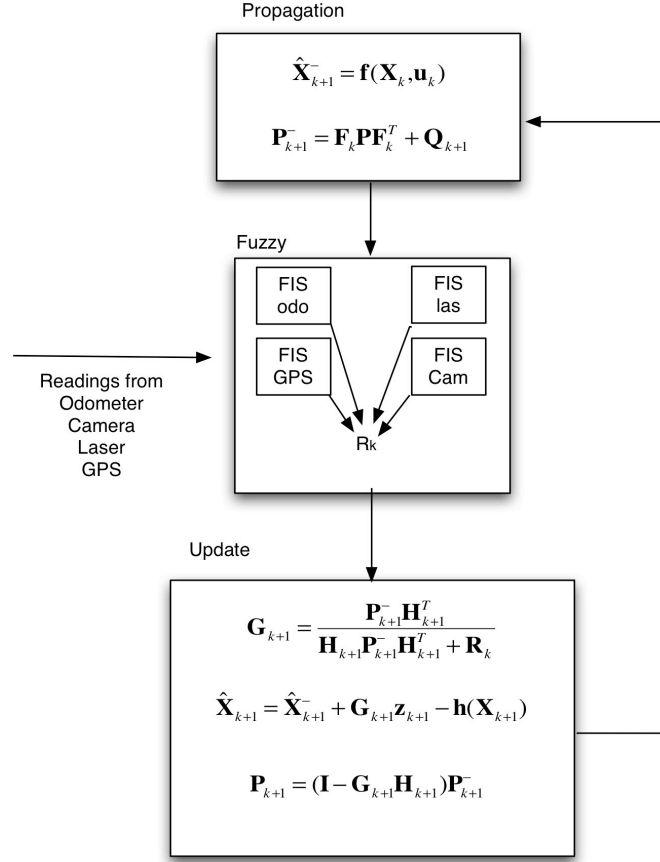 Propagation
X̂⁻ₖ₊₁ = f(Xₖ,uₖ)
P⁻ₖ₊₁ = FₖPFₖᵀ + Qₖ₊₁
Fuzzy
FIS odo
FIS las
FIS GPS
FIS Cam
Rk
Readings from
Odometer
Camera
Laser
GPS
Update
Gₖ₊₁ = P⁻ₖ₊₁Hᵀₖ₊₁ / Hₖ₊₁P⁻ₖ₊₁Hᵀₖ₊₁ + Rₖ
X̂ₖ₊₁ = X̂⁻ₖ₊₁ + Gₖ₊₁zₖ₊₁ − h(Xₖ₊₁)
Pₖ₊₁ = (I − Gₖ₊₁Hₖ₊₁)P⁻ₖ₊₁